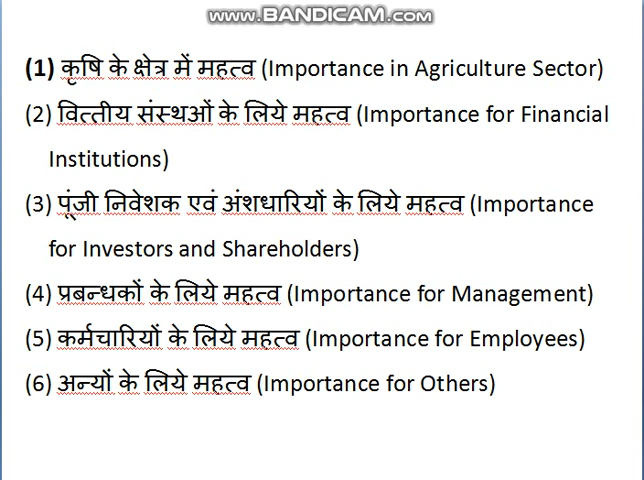 www.BANDICAM.com
(1) कृषि के क्षेत्र में महत्व (Importance in Agriculture Sector)
(2) वित्तीय संस्थओं के लिये महत्व (Importance for Financial
Institutions)
(3) पूंजी निवेशक एवं अंशधारियों के लिये महत्व (Importance
for Investors and Shareholders)
(4) प्रबन्धकों के लिये महत्व (Importance for Management)
(5) कर्मचारियों के लिये महत्व (Importance for Employees)
(6) अन्यों के लिये महत्व (Importance for Others)